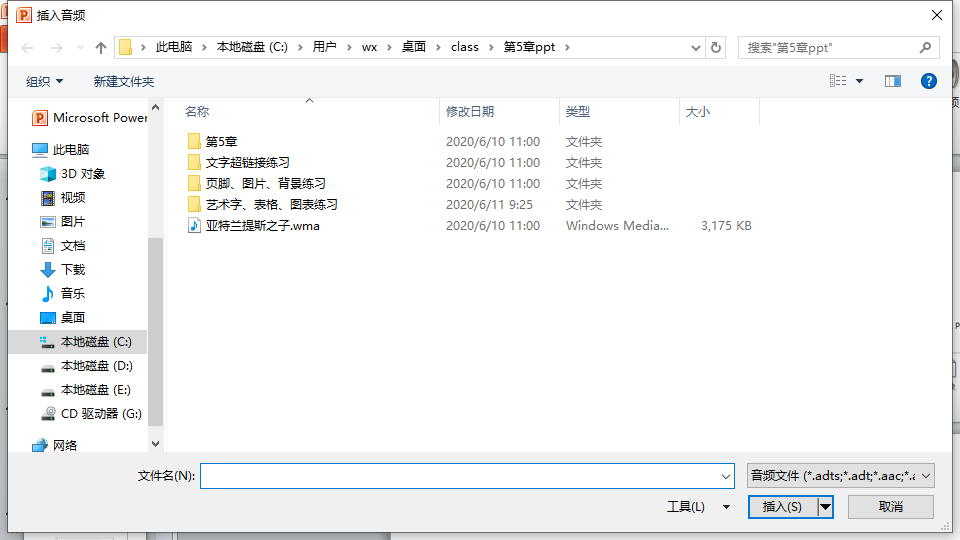 插入音频
此电脑 › 本地磁盘 (C:) › 用户 › wx › 桌面 › class › 第5章ppt ›
搜索"第5章ppt"
组织 新建文件夹
名称 修改日期 类型 大小
Microsoft Power
此电脑
3D 对象
视频
图片
文档
下载
音乐
桌面
本地磁盘 (C:)
本地磁盘 (D:)
本地磁盘 (E:)
CD 驱动器 (G:)
网络
第5章 2020/6/10 11:00 文件夹
文字超链接练习 2020/6/10 11:00 文件夹
页脚、图片、背景练习 2020/6/10 11:00 文件夹
艺术字、表格、图表练习 2020/6/11 9:25 文件夹
亚特兰提斯之子.wma 2020/6/10 11:00 Windows Media... 3,175 KB
文件名(N):
音频文件 (*.adts;*.adt;*.aac;*.a
工具(L) 插入(S) 取消